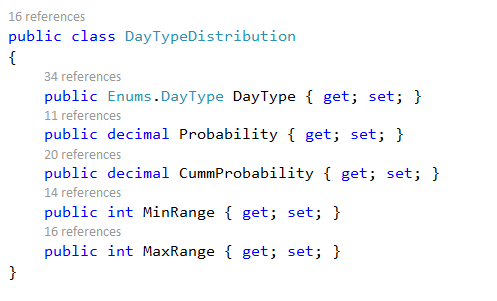 16 references
public class DayTypeDistribution
{
34 references
public Enums.DayType DayType { get; set; }
11 references
public decimal Probability { get; set; }
20 references
public decimal CummProbability { get; set; }
14 references
public int MinRange { get; set; }
16 references
public int MaxRange { get; set; }
}